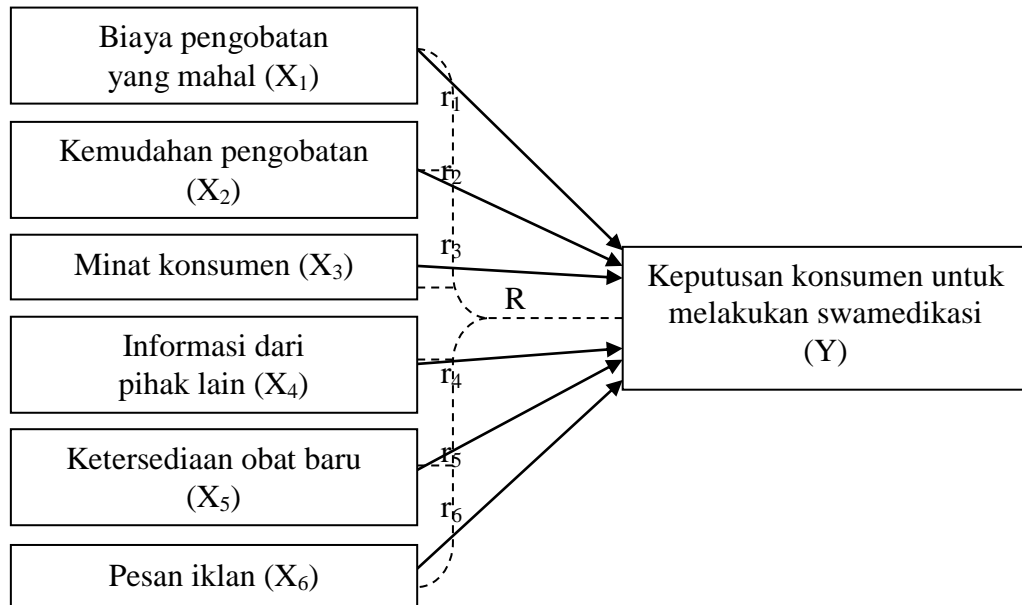 Biaya pengobatan
yang mahal (X₁)
r₁
Kemudahan pengobatan
(X₂)
r₂
Minat konsumen (X₃)
r₃
R
Keputusan konsumen untuk
melakukan swamedikasi
(Y)
Informasi dari
pihak lain (X₄)
r₄
Ketersediaan obat baru
(X₅)
r₅
r₆
Pesan iklan (X₆)